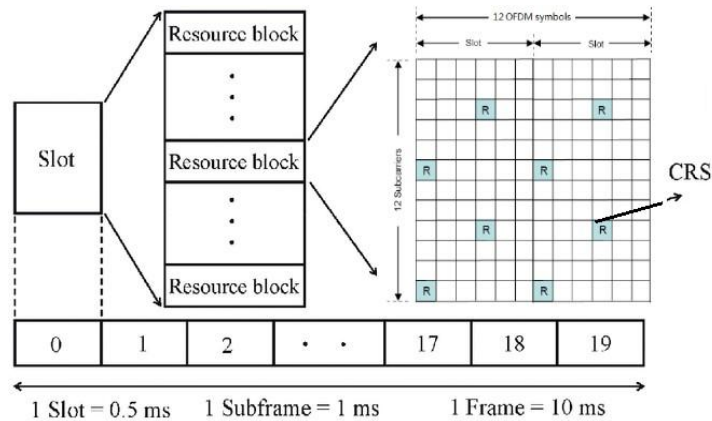 12 OFDM symbols
Slot Slot
Resource block
Slot
Resource block
Resource block
12 Subcarriers
R R
R R
R R
R R
CRS
0 1 2 · · 17 18 19
1 Slot = 0.5 ms 1 Subframe = 1 ms 1 Frame = 10 ms